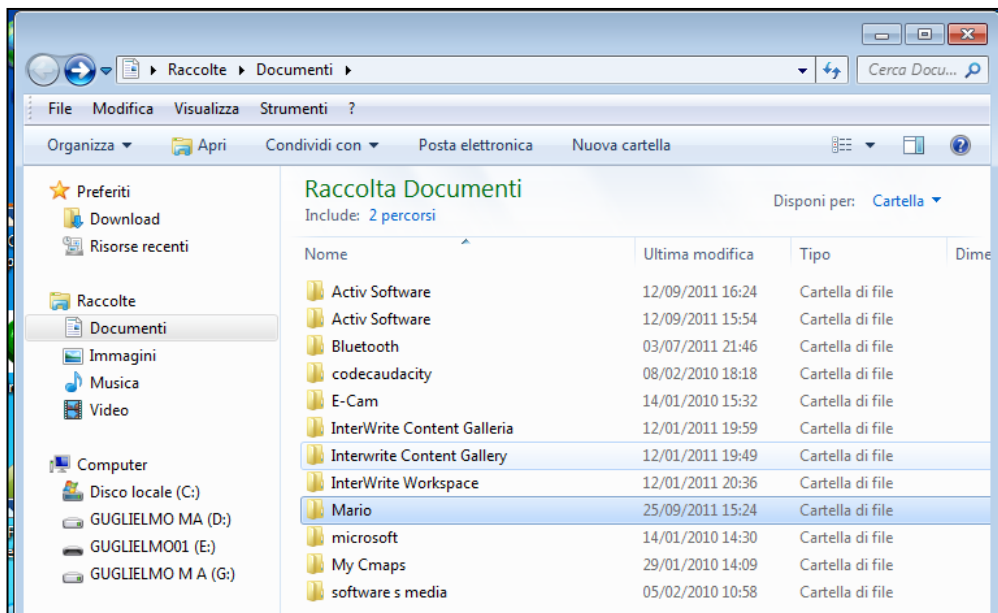 Raccolte Documenti Cerca Docu...
File Modifica Visualizza Strumenti ?
Organizza Apri Condividi con Posta elettronica Nuova cartella
Preferiti
Download
Risorse recenti
Raccolte
Documenti
Immagini
Musica
Video
Computer
Disco locale (C:)
GUGLIELMO MA (D:)
GUGLIELMO01 (E:)
GUGLIELMO M A (G:)
Raccolta Documenti
Include: 2 percorsi
Disponi per: Cartella
Nome Ultima modifica Tipo Dime
Activ Software 12/09/2011 16:24 Cartella di file
Activ Software 12/09/2011 15:54 Cartella di file
Bluetooth 03/07/2011 21:46 Cartella di file
codecaudacity 08/02/2010 18:18 Cartella di file
E-Cam 14/01/2010 15:32 Cartella di file
InterWrite Content Galleria 12/01/2011 19:59 Cartella di file
Interwrite Content Gallery 12/01/2011 19:49 Cartella di file
InterWrite Workspace 12/01/2011 20:36 Cartella di file
Mario 25/09/2011 15:24 Cartella di file
microsoft 14/01/2010 14:30 Cartella di file
My Cmaps 29/01/2010 14:09 Cartella di file
software s media 05/02/2010 10:58 Cartella di file